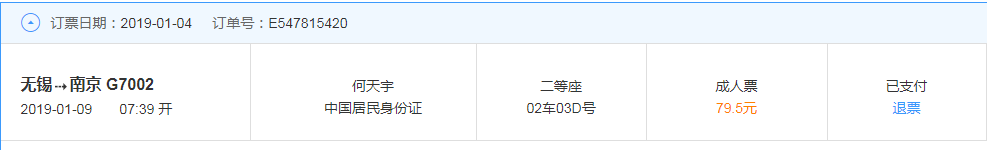 订票日期：2019-01-04 订单号：E547815420
无锡⇢南京 G7002
2019-01-09 07:39 开
何天宇
中国居民身份证
二等座
02车03D号
成人票
79.5元
已支付
退票